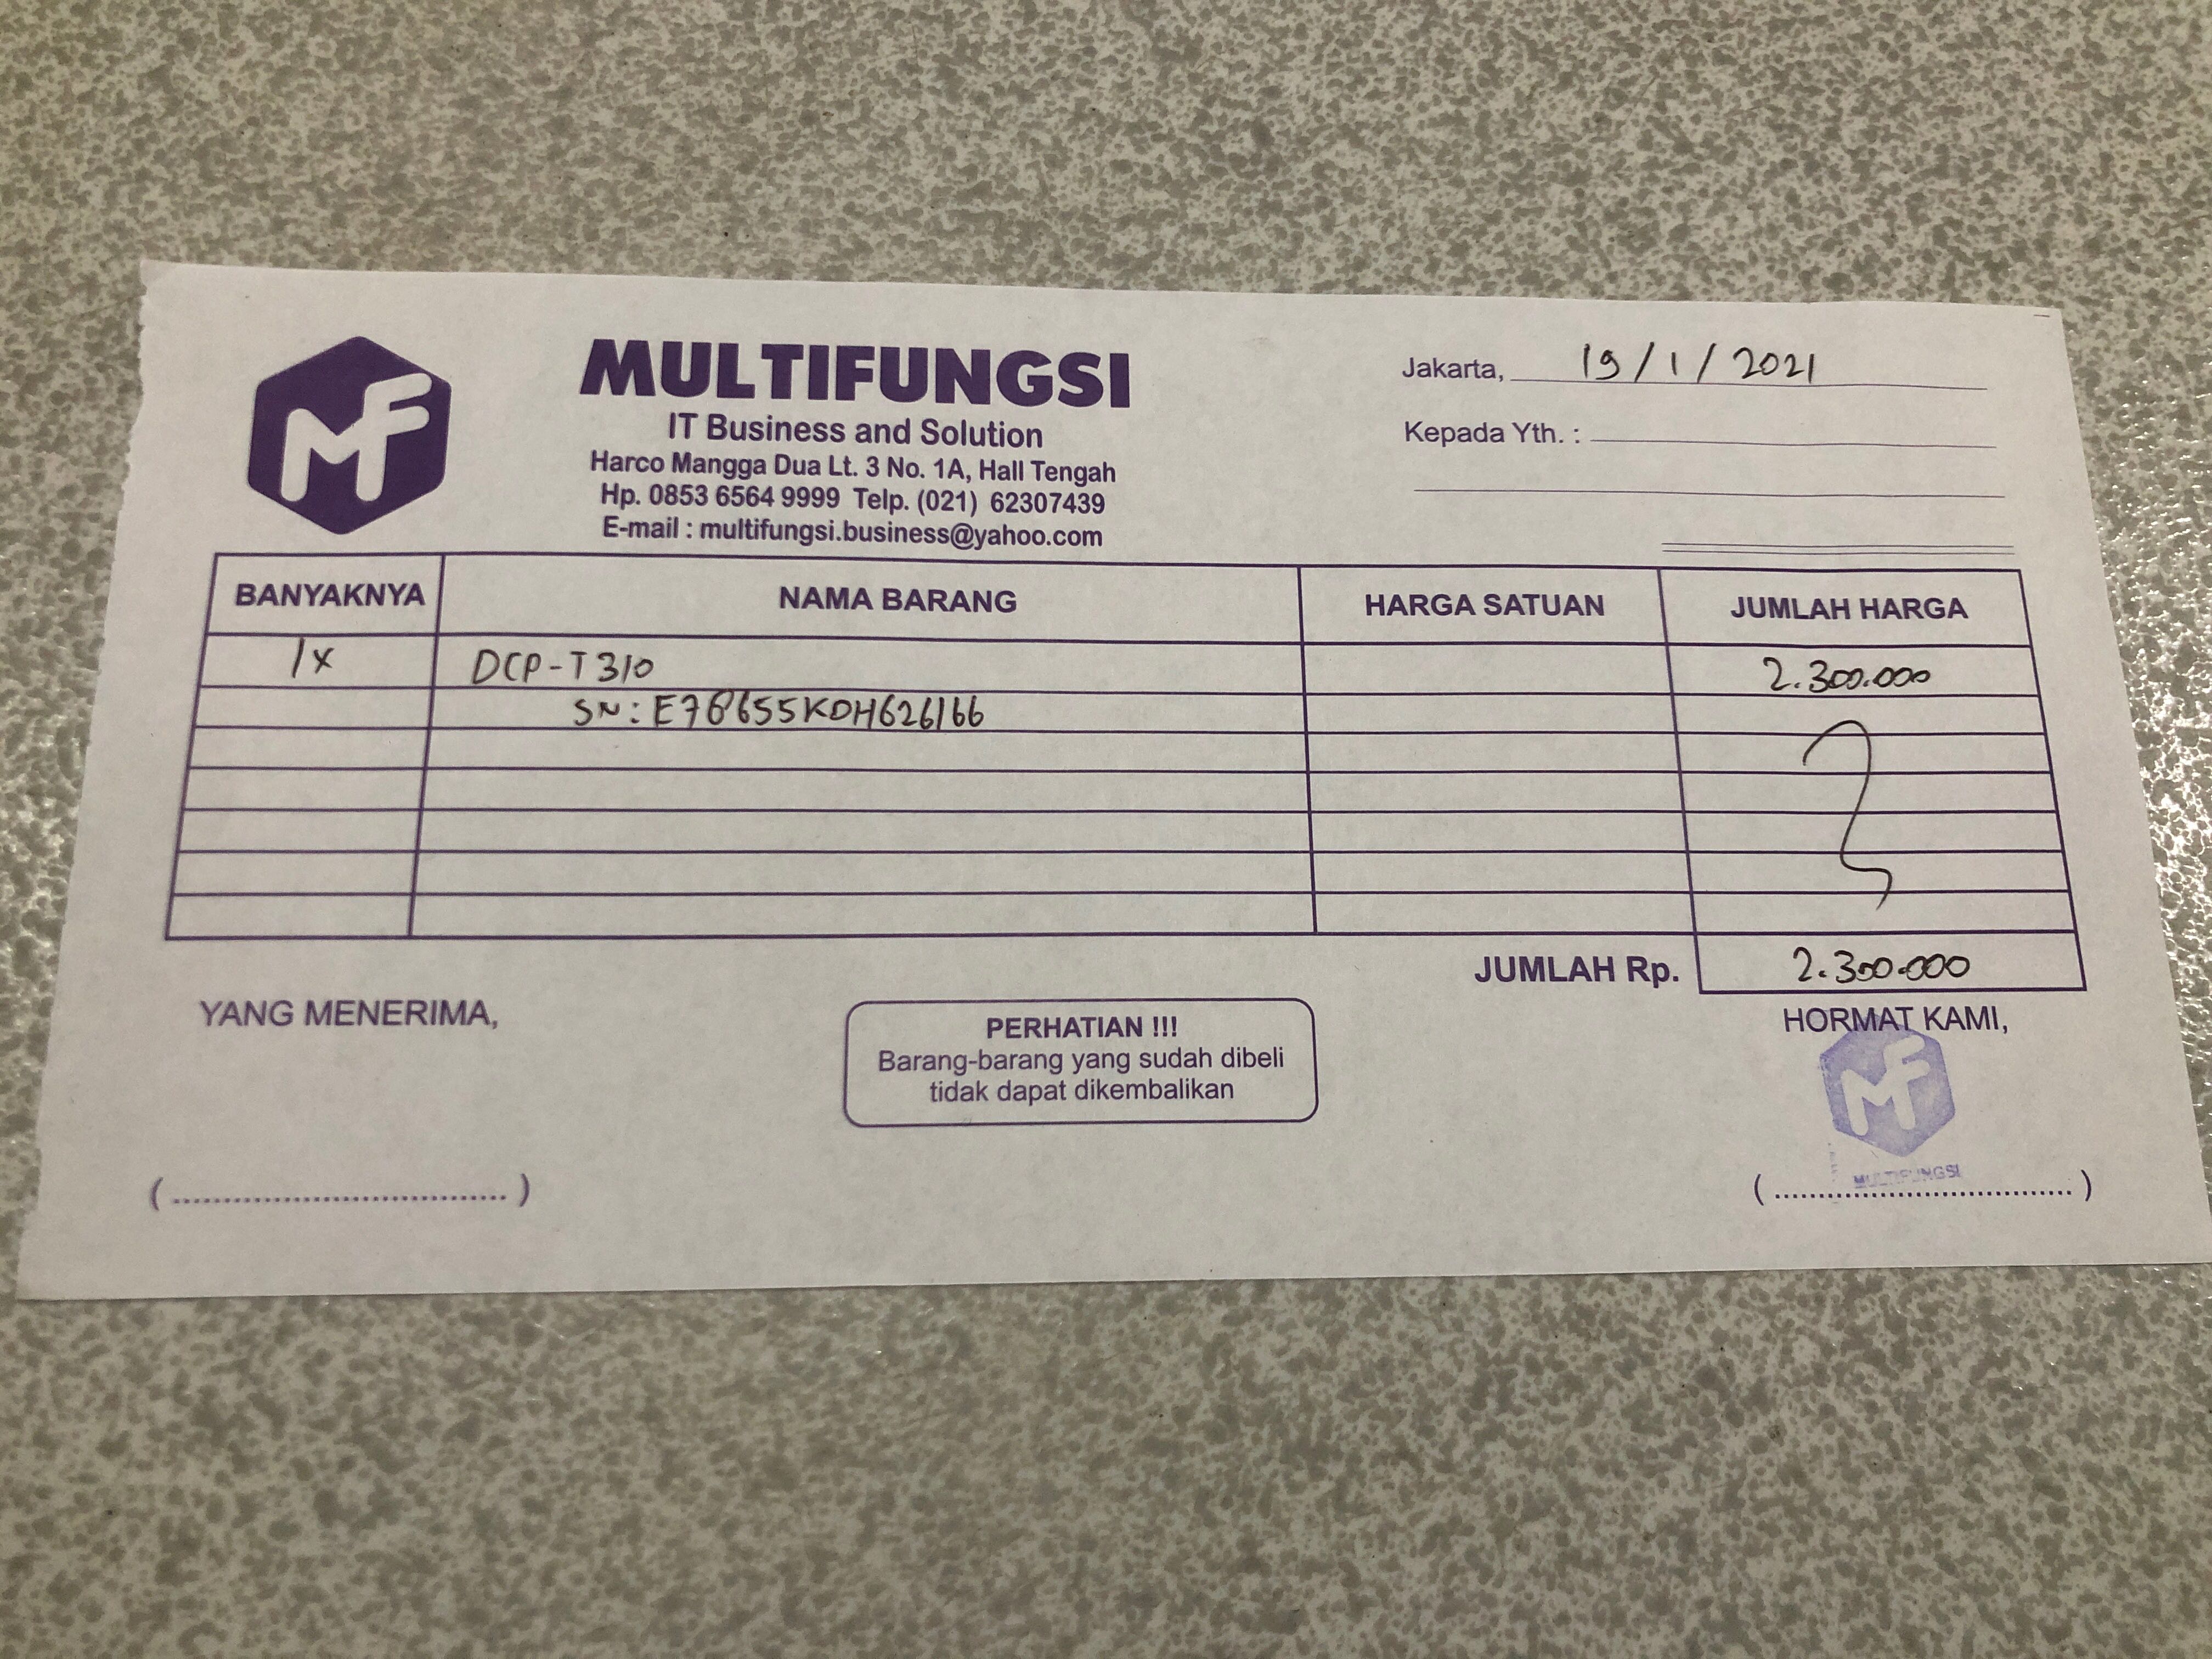 MF
MULTIFUNGSI
IT Business and Solution
Harco Mangga Dua Lt. 3 No. 1A, Hall Tengah
Hp. 0853 6564 9999 Telp. (021) 62307439
E-mail : multifungsi.business@yahoo.com
Jakarta, 19/1/2021
Kepada Yth. :
BANYAKNYA NAMA BARANG HARGA SATUAN JUMLAH HARGA
1x DCP-T310 2.300.000
SN: E78655K0H626166
JUMLAH Rp. 2.300.000
YANG MENERIMA,
PERHATIAN !!!
Barang-barang yang sudah dibeli
tidak dapat dikembalikan
HORMAT KAMI,
MF
MULTIFUNGSI
(................................) (................................)